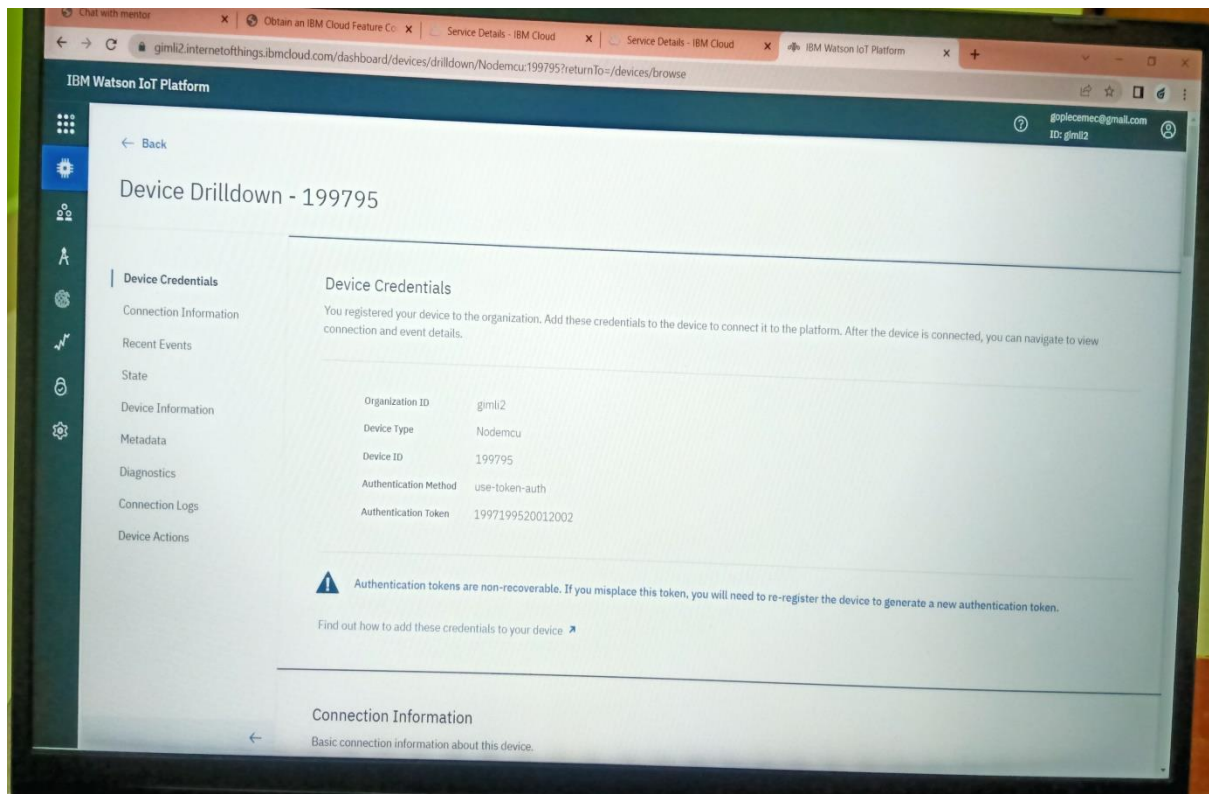 Chat with mentor
Obtain an IBM Cloud Feature Co
Service Details - IBM Cloud
Service Details - IBM Cloud
IBM Watson IoT Platform
gimli2.internetofthings.ibmcloud.com/dashboard/devices/drilldown/Nodemcu:199795?returnTo=/devices/browse
IBM Watson IoT Platform
goplecemec@gmail.com
ID: gimli2
Back
Device Drilldown - 199795
Device Credentials
Connection Information
Recent Events
State
Device Information
Metadata
Diagnostics
Connection Logs
Device Actions
Device Credentials
You registered your device to the organization. Add these credentials to the device to connect it to the platform. After the device is connected, you can navigate to view
connection and event details.
Organization ID gimli2
Device Type Nodemcu
Device ID 199795
Authentication Method use-token-auth
Authentication Token 1997199520012002
Authentication tokens are non-recoverable. If you misplace this token, you will need to re-register the device to generate a new authentication token.
Find out how to add these credentials to your device
Connection Information
Basic connection information about this device.